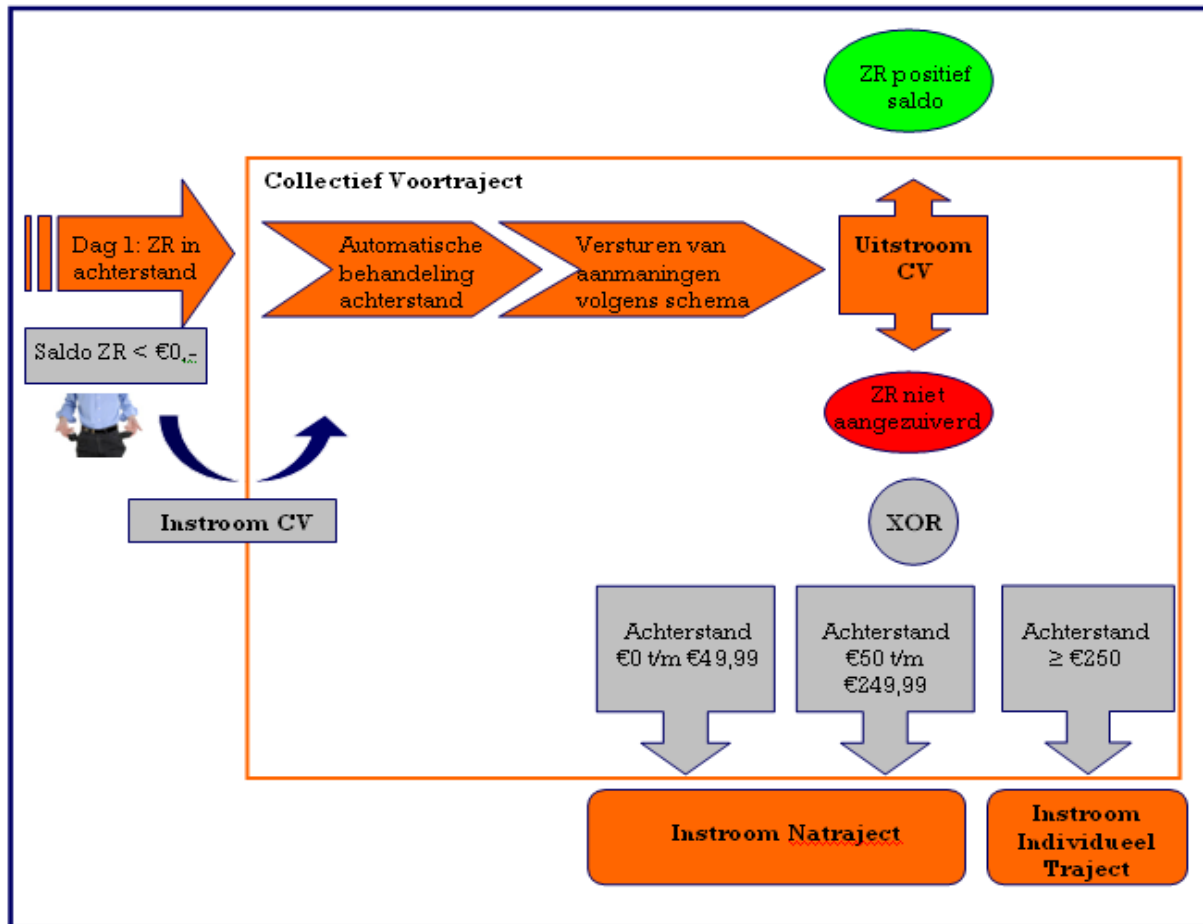 ZR positief
saldo
Collectief Voortraject
Dag 1: ZR in
achterstand
Automatische
behandeling
achterstand
Versturen van
aanmaningen
volgens schema
Uitstroom
CV
Saldo ZR < €0,-
ZR niet
aangezuiverd
Instroom CV
XOR
Achterstand
€0 t/m €49,99
Achterstand
€50 t/m
€249,99
Achterstand
≥ €250
Instroom Natraject
Instroom
Individueel
Traject